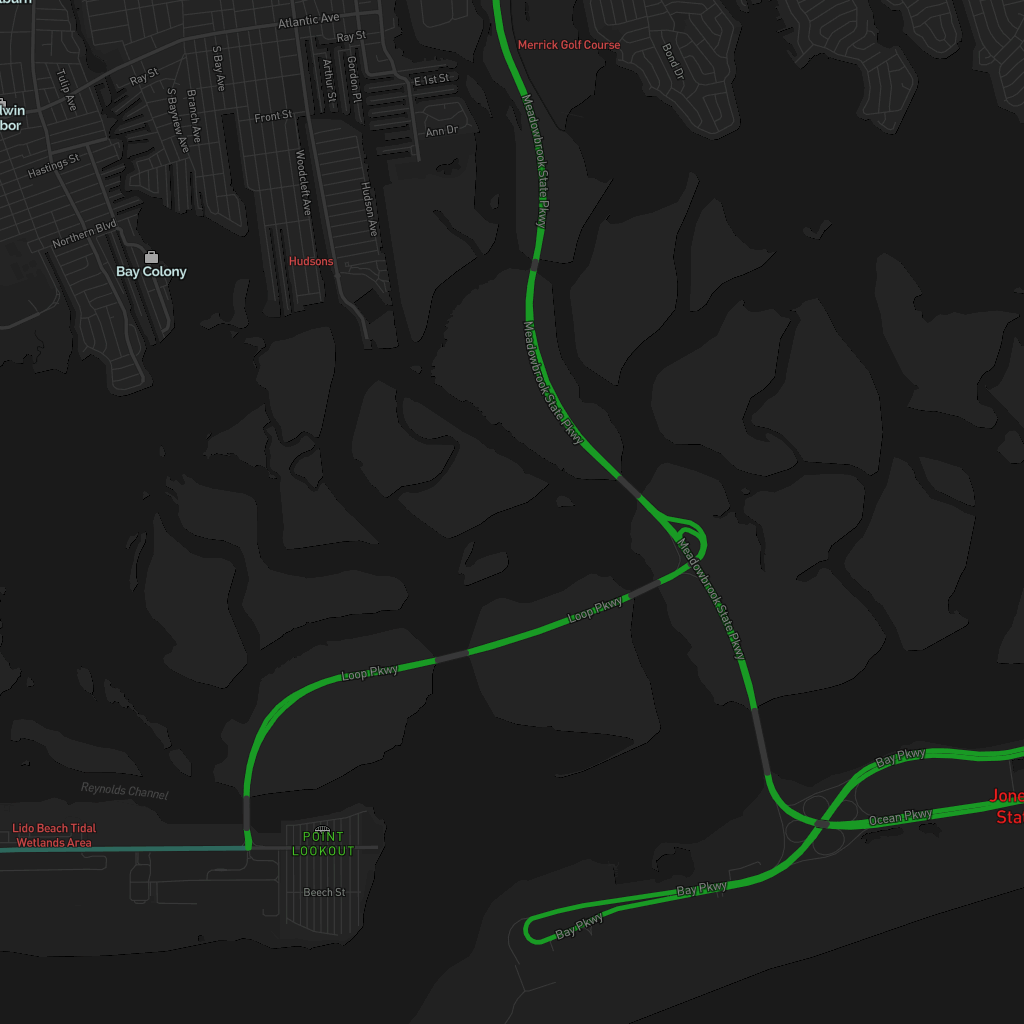 Atlantic Ave
Ray St
Merrick Golf Course
Bond Dr
S Bay Ave
Tulip Ave
Ray St
Arthur St
Gordon Pl
E 1st St
S Bayview Ave
Branch Ave
Front St
Ann Dr
Meadowbrook State Pkwy
Hastings St
Woodcleft Ave
Hudson Ave
Northern Blvd
Hudsons
Bay Colony
Meadowbrook State Pkwy
Meadowbrook State Pkwy
Loop Pkwy
Loop Pkwy
Bay Pkwy
Reynolds Channel
Ocean Pkwy
Lido Beach Tidal
Wetlands Area
POINT
LOOKOUT
Beech St
Bay Pkwy
Bay Pkwy